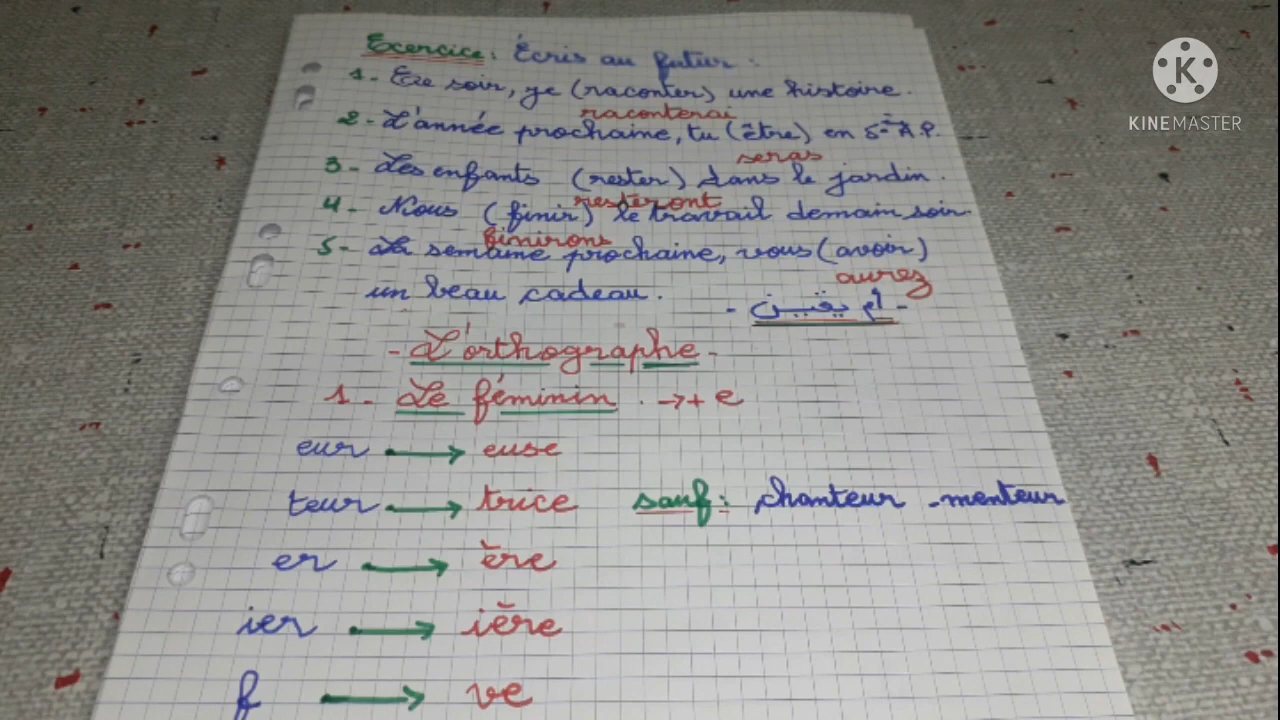 Exercice : Écris au futur :
1 - Ce soir, je (raconter) une histoire.
raconterai
2 - L'année prochaine, tu (être) en 5ème A.P.
seras
3 - Les enfants (rester) dans le jardin.
resteront
4 - Nous (finir) le travail demain soir.
finirons
5 - La semaine prochaine, vous (avoir)
aurez
un beau cadeau.
- أم يقين -
- L'orthographe -
1 - Le féminin . → + e
eur → euse
teur → trice sauf : chanteur - menteur
er → ère
ier → ière
f → ve
K
KINEMASTER